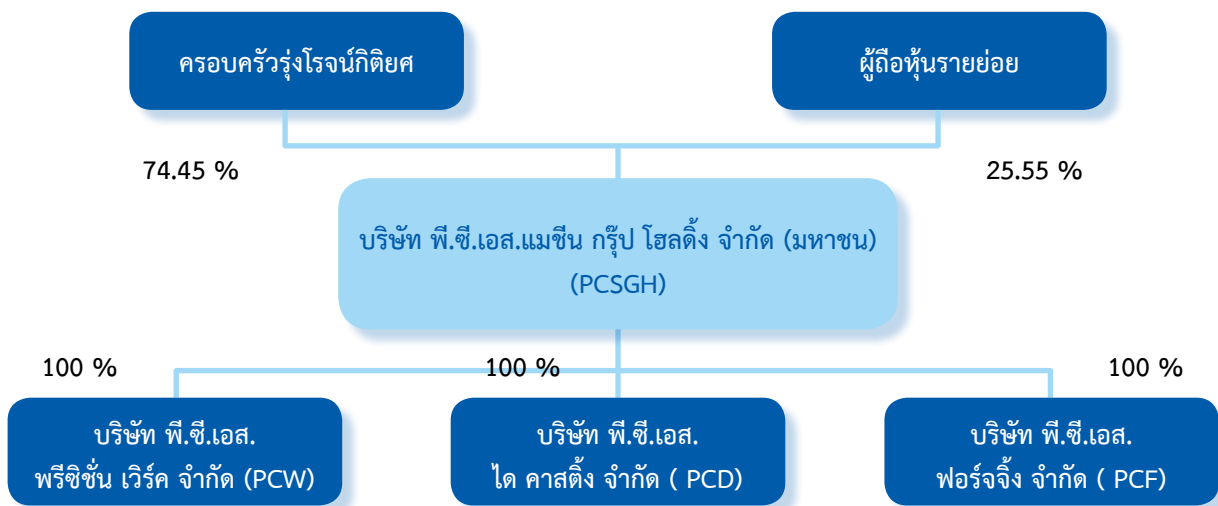 ครอบครัวรุ่งโรจน์กิติยศ
ผู้ถือหุ้นรายย่อย
74.45 %
25.55 %
บริษัท พี.ซี.เอส.แมชีน กรุ๊ป โฮลดิ้ง จำกัด (มหาชน)
(PCSGH)
100 %
100 %
100 %
บริษัท พี.ซี.เอส.
พรีซิชั่น เวิร์ค จำกัด (PCW)
บริษัท พี.ซี.เอส.
ได คาสติ้ง จำกัด ( PCD)
บริษัท พี.ซี.เอส.
ฟอร์จจิ้ง จำกัด ( PCF)